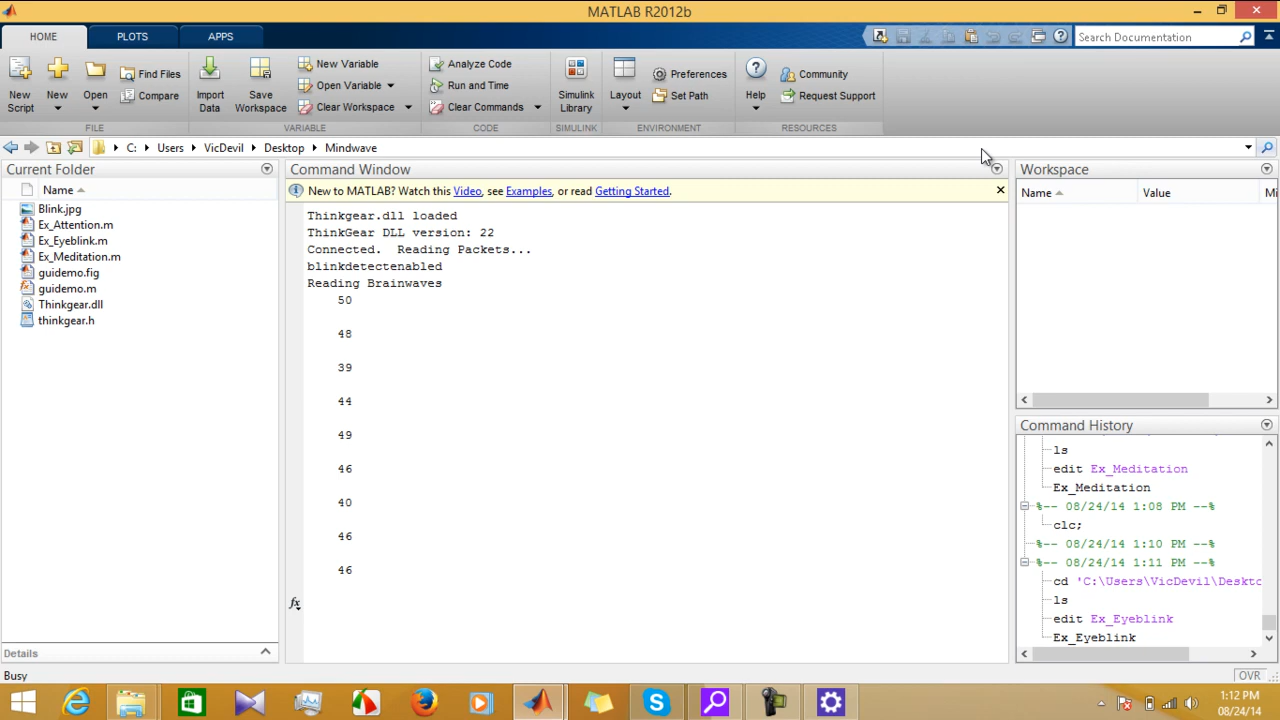 MATLAB R2012b
HOME
PLOTS
APPS
Search Documentation
New Script
New
Open
Find Files
Compare
Import Data
Save Workspace
New Variable
Open Variable
Clear Workspace
Analyze Code
Run and Time
Clear Commands
Simulink Library
Layout
Preferences
Set Path
Help
Community
Request Support
FILE
VARIABLE
CODE
SIMULINK
ENVIRONMENT
RESOURCES
C: Users VicDevil Desktop Mindwave
Current Folder
Name
Blink.jpg
Ex_Attention.m
Ex_Eyeblink.m
Ex_Meditation.m
guidemo.fig
guidemo.m
Thinkgear.dll
thinkgear.h
Details
Command Window
New to MATLAB? Watch this Video, see Examples, or read Getting Started.
Thinkgear.dll loaded
ThinkGear DLL version: 22
Connected.  Reading Packets...
blinkdetectenabled
Reading Brainwaves
50
48
39
44
49
46
40
46
46
fx
Workspace
Name Value Mi
Command History
ls
edit Ex_Meditation
Ex_Meditation
%-- 08/24/14 1:08 PM --%
clc;
%-- 08/24/14 1:10 PM --%
%-- 08/24/14 1:11 PM --%
cd 'C:\Users\VicDevil\Deskto
ls
edit Ex_Eyeblink
Ex_Eyeblink
Busy
OVR
1:12 PM
08/24/14